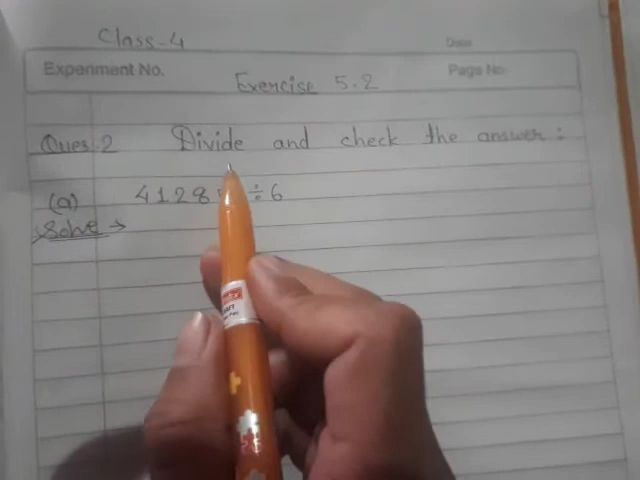 Class-4
Date
Experiment No.
Page No.
Exercise 5.2
Ques. 2 Divide and check the answer:
(a) 4128 ÷ 6
Solve →